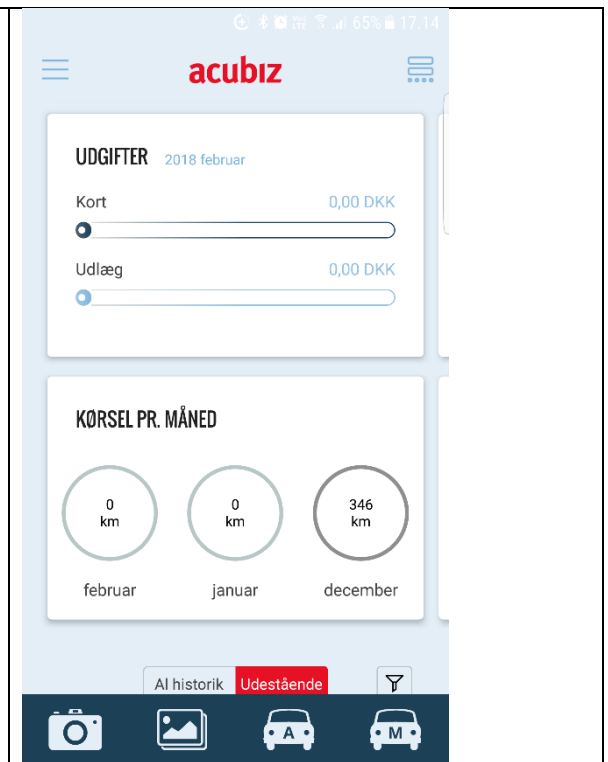 65% 17.14
acubız
UDGIFTER 2018 februar
Kort 0,00 DKK
Udlæg 0,00 DKK
KØRSEL PR. MÅNED
0 km
0 km
346 km
februar januar december
Al historik Udestående
A M